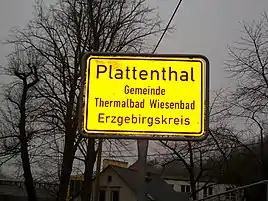 Plattenthal
Gemeinde
Thermalbad Wiesenbad
Erzgebirgskreis